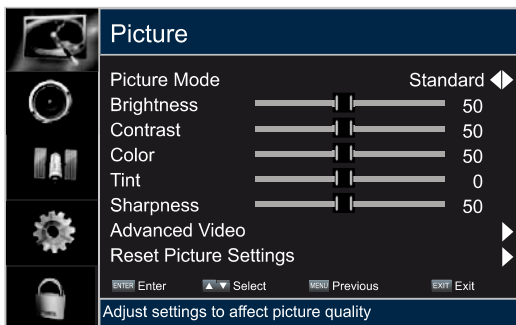 Picture
Picture Mode Standard
Brightness 50
Contrast 50
Color 50
Tint 0
Sharpness 50
Advanced Video
Reset Picture Settings
ENTER Enter Select MENU Previous EXIT Exit
Adjust settings to affect picture quality